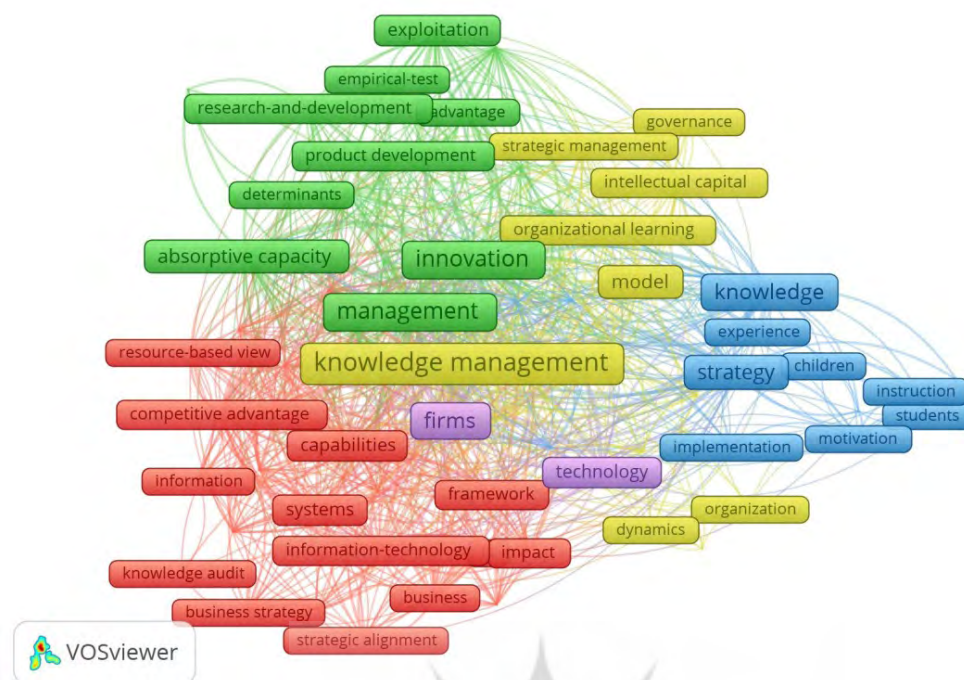 exploitation
empirical-test
research-and-development
advantage
governance
strategic management
product development
intellectual capital
determinants
organizational learning
absorptive capacity
innovation
model
knowledge
management
experience
resource-based view
knowledge management
strategy
children
instruction
competitive advantage
firms
students
capabilities
implementation
motivation
technology
information
framework
systems
organization
dynamics
information-technology
impact
knowledge audit
business
business strategy
strategic alignment
VOSviewer